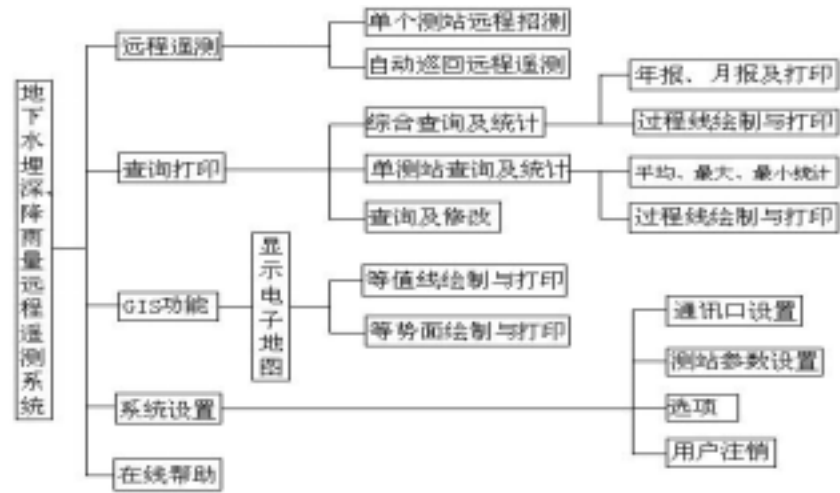 地下水埋深、降雨量远程遥测系统
远程遥测
单个测站远程招测
自动巡回远程遥测
查询打印
综合查询及统计
年报、月报及打印
过程线绘制与打印
单测站查询及统计
平均、最大、最小统计
过程线绘制与打印
查询及修改
GIS功能
显示电子地图
等值线绘制与打印
等势面绘制与打印
系统设置
通讯口设置
测站参数设置
选项
用户注销
在线帮助